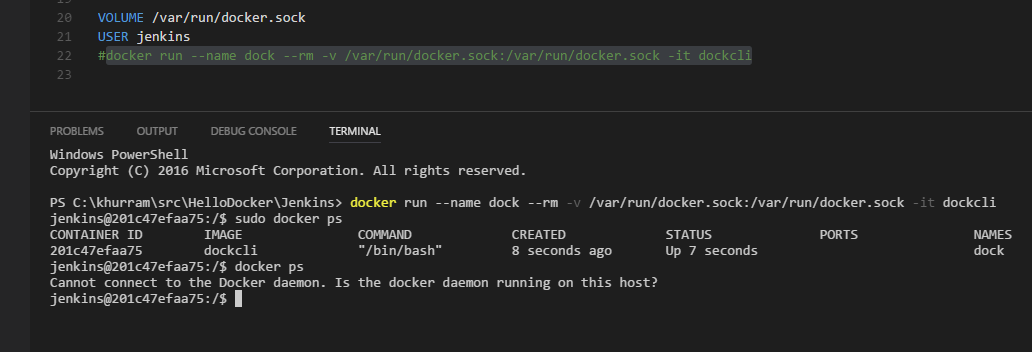 20 VOLUME /var/run/docker.sock
21 USER jenkins
22 #docker run --name dock --rm -v /var/run/docker.sock:/var/run/docker.sock -it dockcli
23
PROBLEMS OUTPUT DEBUG CONSOLE TERMINAL
Windows PowerShell
Copyright (C) 2016 Microsoft Corporation. All rights reserved.
PS C:\khurram\src\HelloDocker\Jenkins> docker run --name dock --rm -v /var/run/docker.sock:/var/run/docker.sock -it dockcli
jenkins@201c47efaa75:/$ sudo docker ps
CONTAINER ID IMAGE COMMAND CREATED STATUS PORTS NAMES
201c47efaa75 dockcli "/bin/bash" 8 seconds ago Up 7 seconds dock
jenkins@201c47efaa75:/$ docker ps
Cannot connect to the Docker daemon. Is the docker daemon running on this host?
jenkins@201c47efaa75:/$